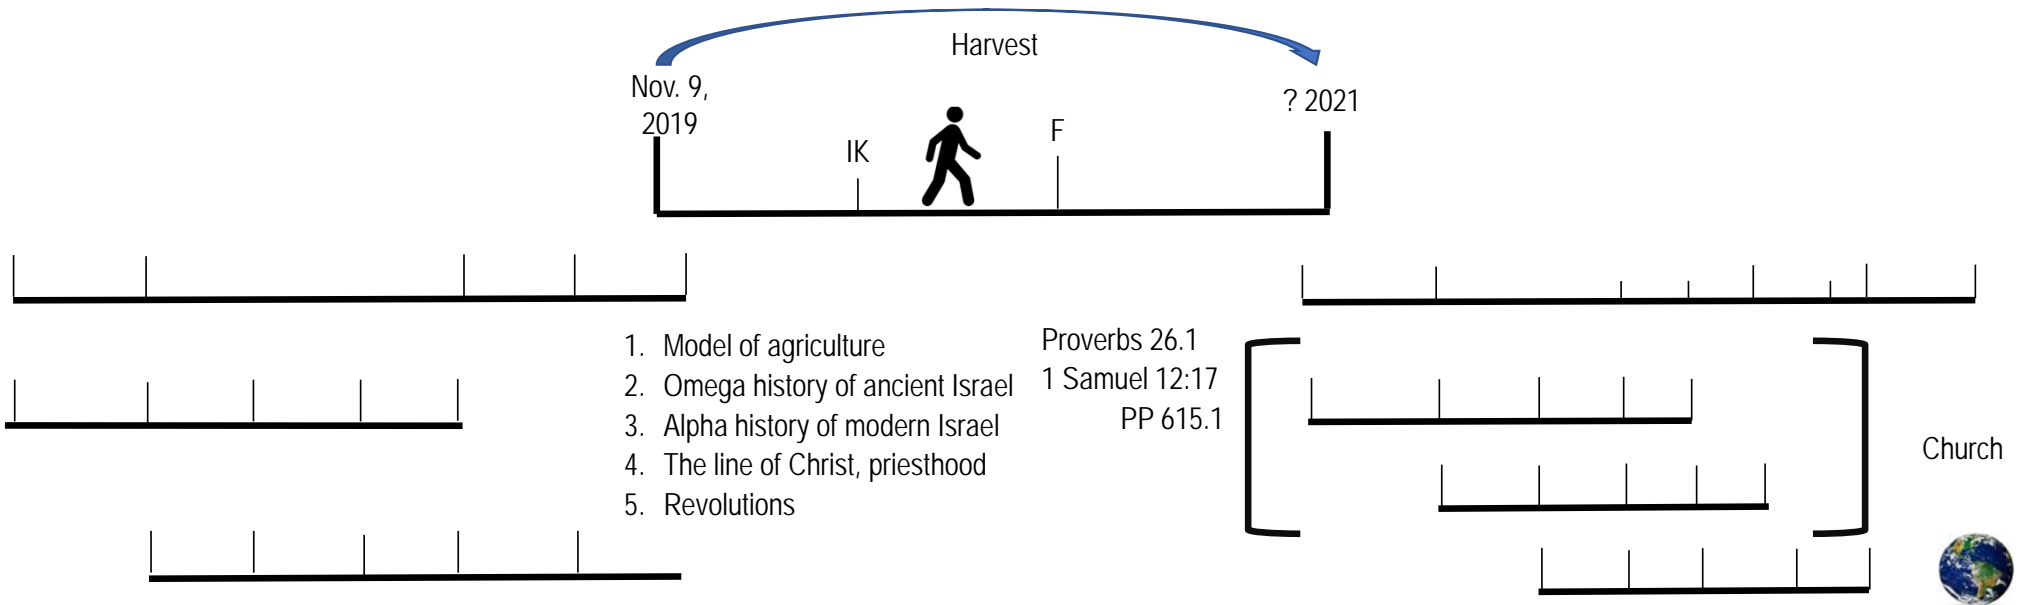 Harvest
Nov. 9,
2019
? 2021
IK
F
1. Model of agriculture
2. Omega history of ancient Israel
3. Alpha history of modern Israel
4. The line of Christ, priesthood
5. Revolutions
Proverbs 26.1
1 Samuel 12:17
PP 615.1
Church